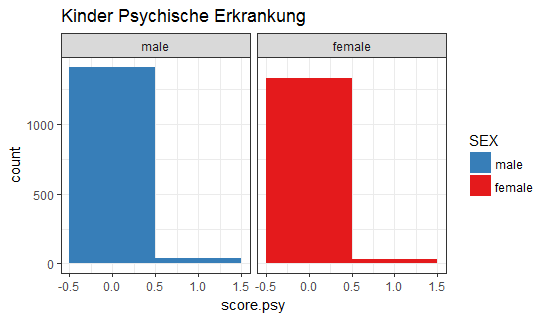 Kinder Psychische Erkrankung
male female
count
1000
500
0
SEX
male
female
-0.5 0.0 0.5 1.0 1.5 -0.5 0.0 0.5 1.0 1.5
score.psy